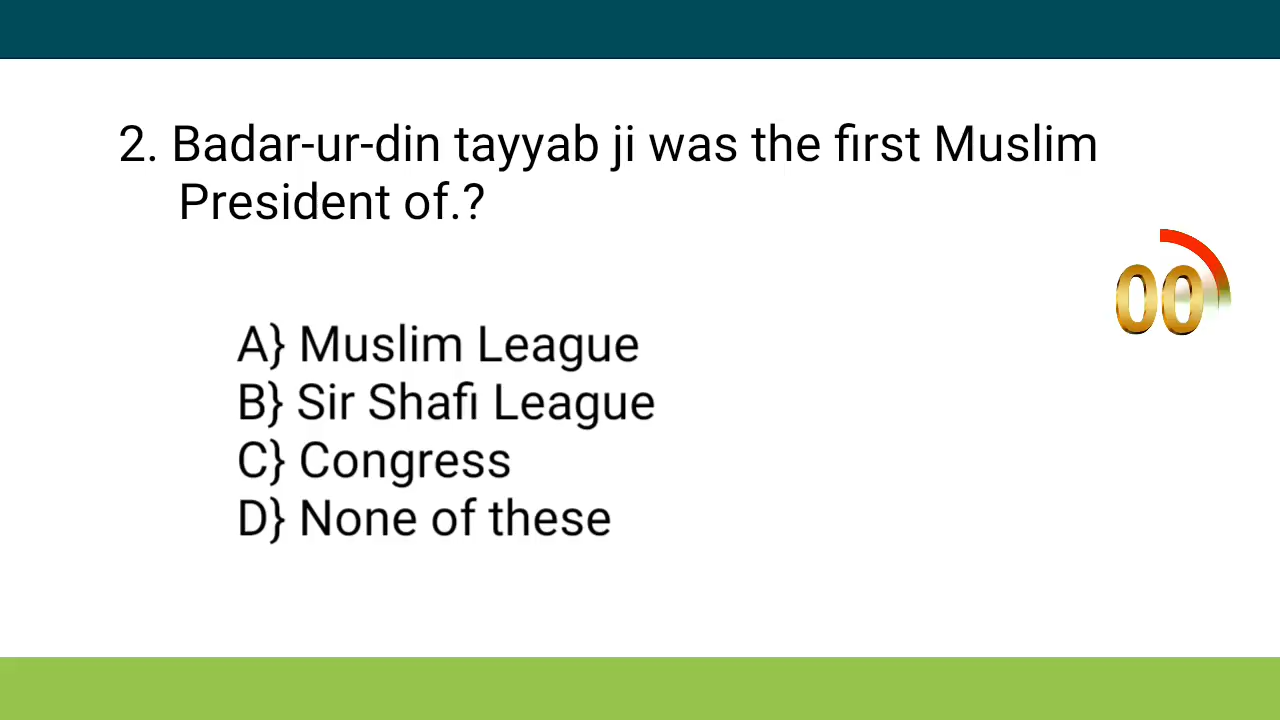 2. Badar-ur-din tayyab ji was the first Muslim
President of.?
00
A} Muslim League
B} Sir Shafi League
C} Congress
D} None of these